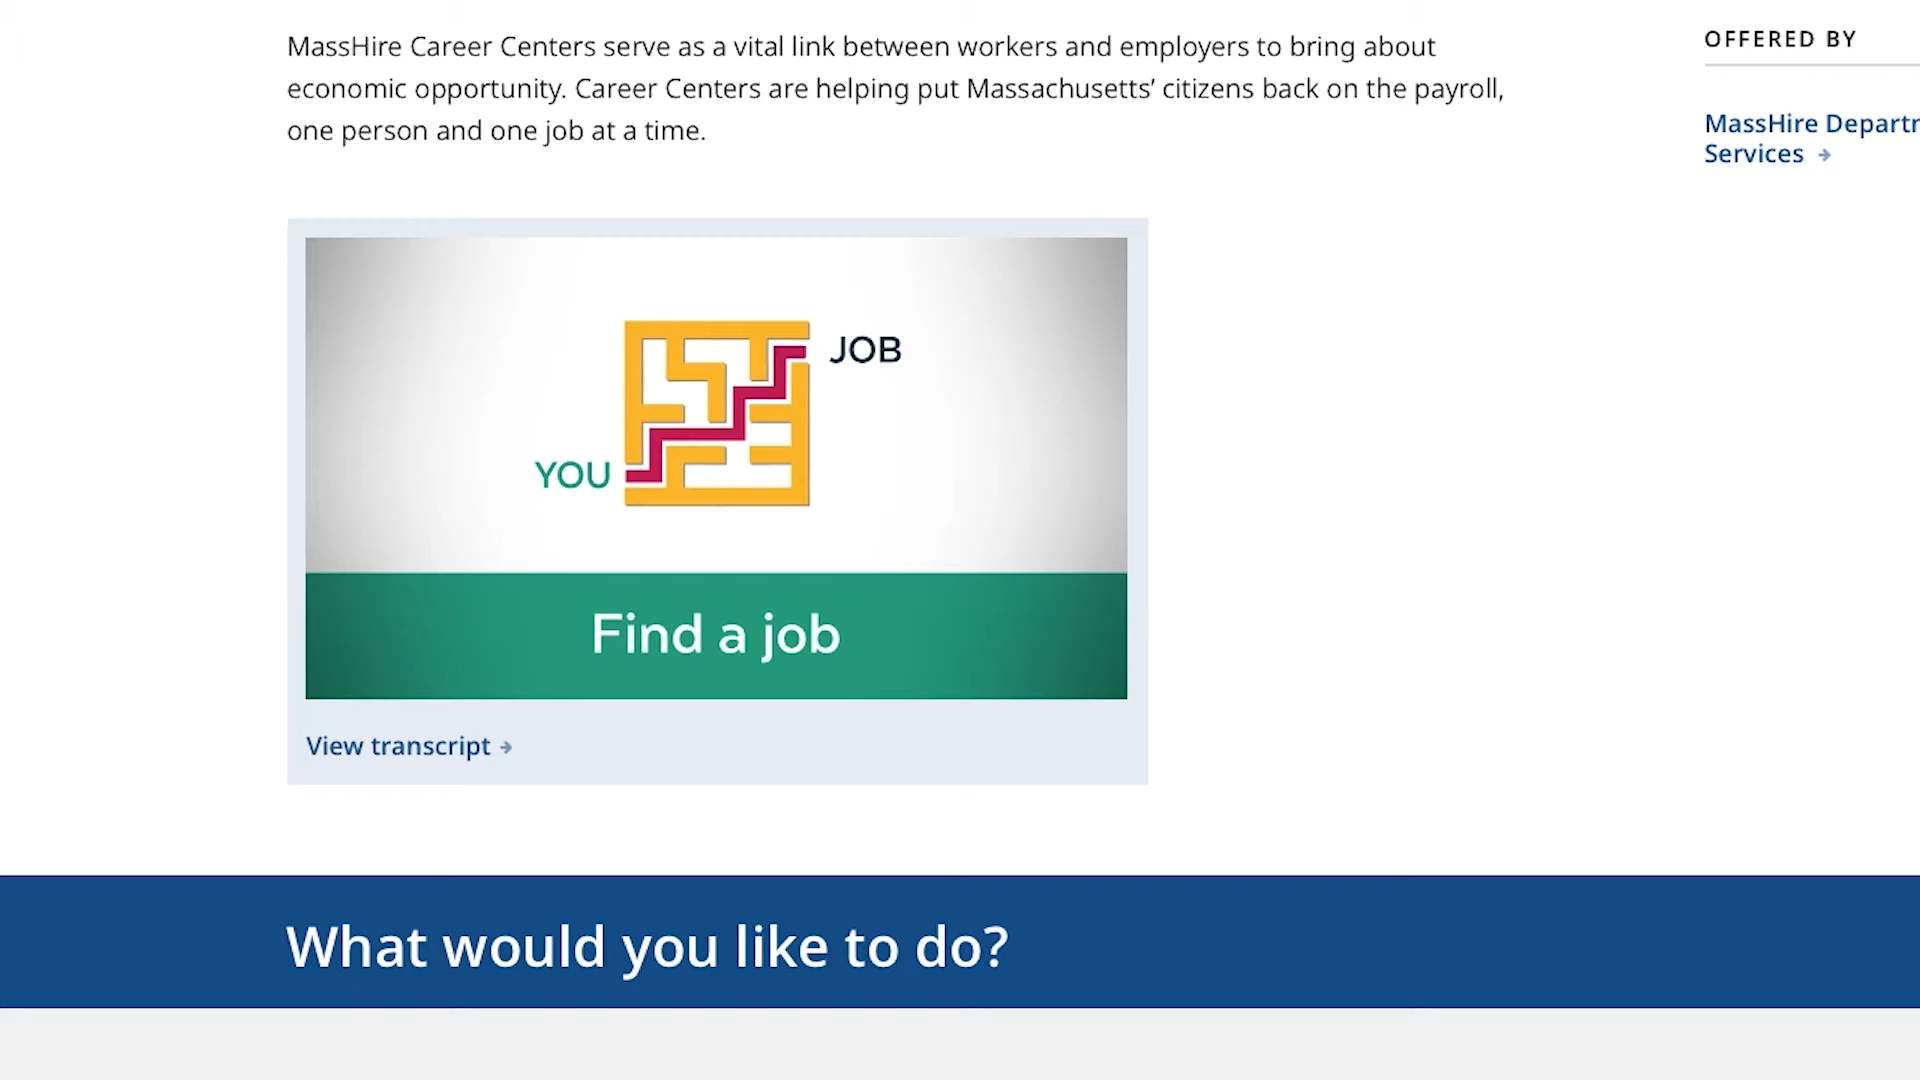 MassHire Career Centers serve as a vital link between workers and employers to bring about
economic opportunity. Career Centers are helping put Massachusetts’ citizens back on the payroll,
one person and one job at a time.
OFFERED BY
MassHire
Services
JOB
YOU
Find a job
View transcript
What would you like to do?